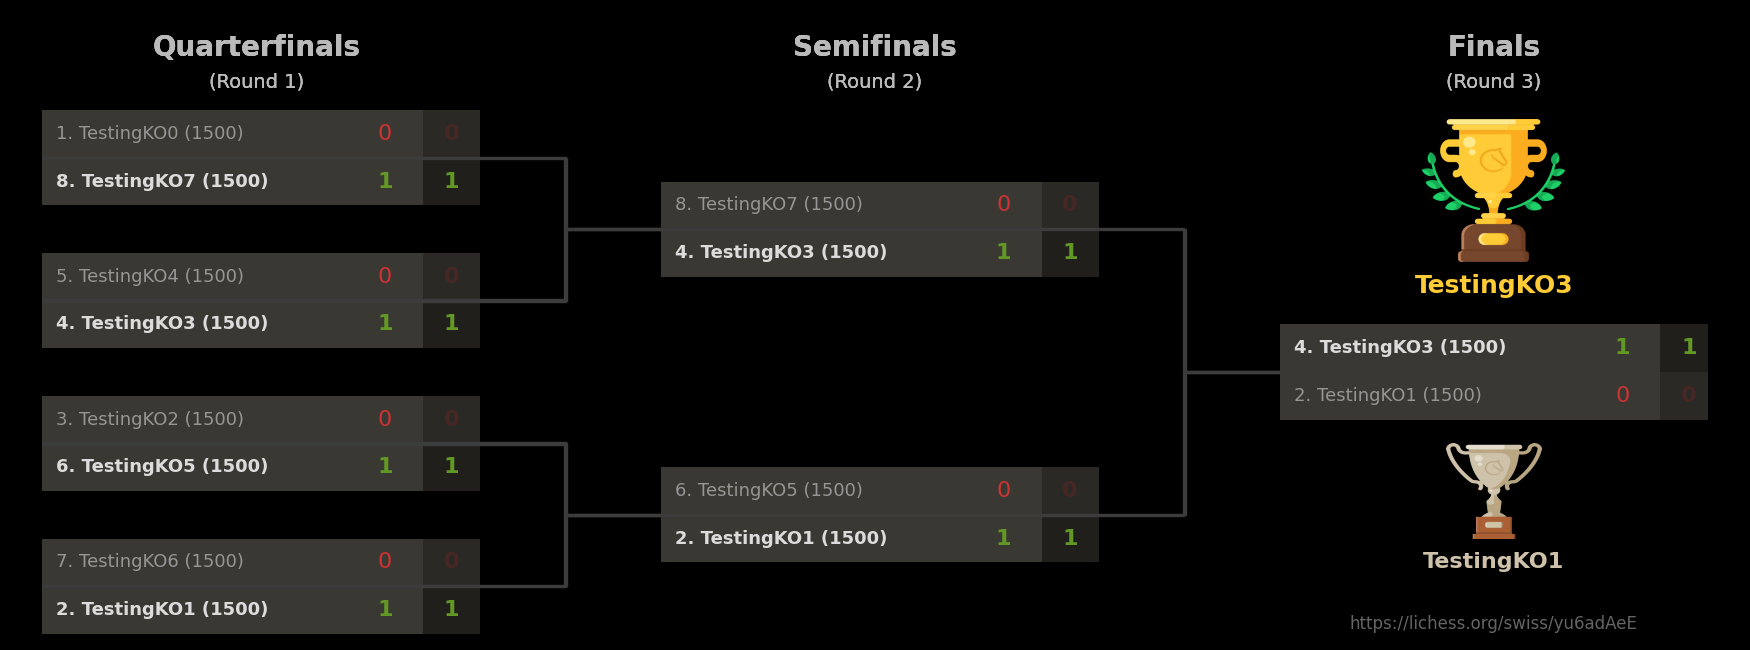 Quarterfinals
(Round 1)
1. TestingKO0 (1500) 0 0
8. TestingKO7 (1500) 1 1
5. TestingKO4 (1500) 0 0
4. TestingKO3 (1500) 1 1
3. TestingKO2 (1500) 0 0
6. TestingKO5 (1500) 1 1
7. TestingKO6 (1500) 0 0
2. TestingKO1 (1500) 1 1
Semifinals
(Round 2)
8. TestingKO7 (1500) 0 0
4. TestingKO3 (1500) 1 1
6. TestingKO5 (1500) 0 0
2. TestingKO1 (1500) 1 1
Finals
(Round 3)
TestingKO3
4. TestingKO3 (1500) 1 1
2. TestingKO1 (1500) 0 0
TestingKO1
https://lichess.org/swiss/yu6adAeE